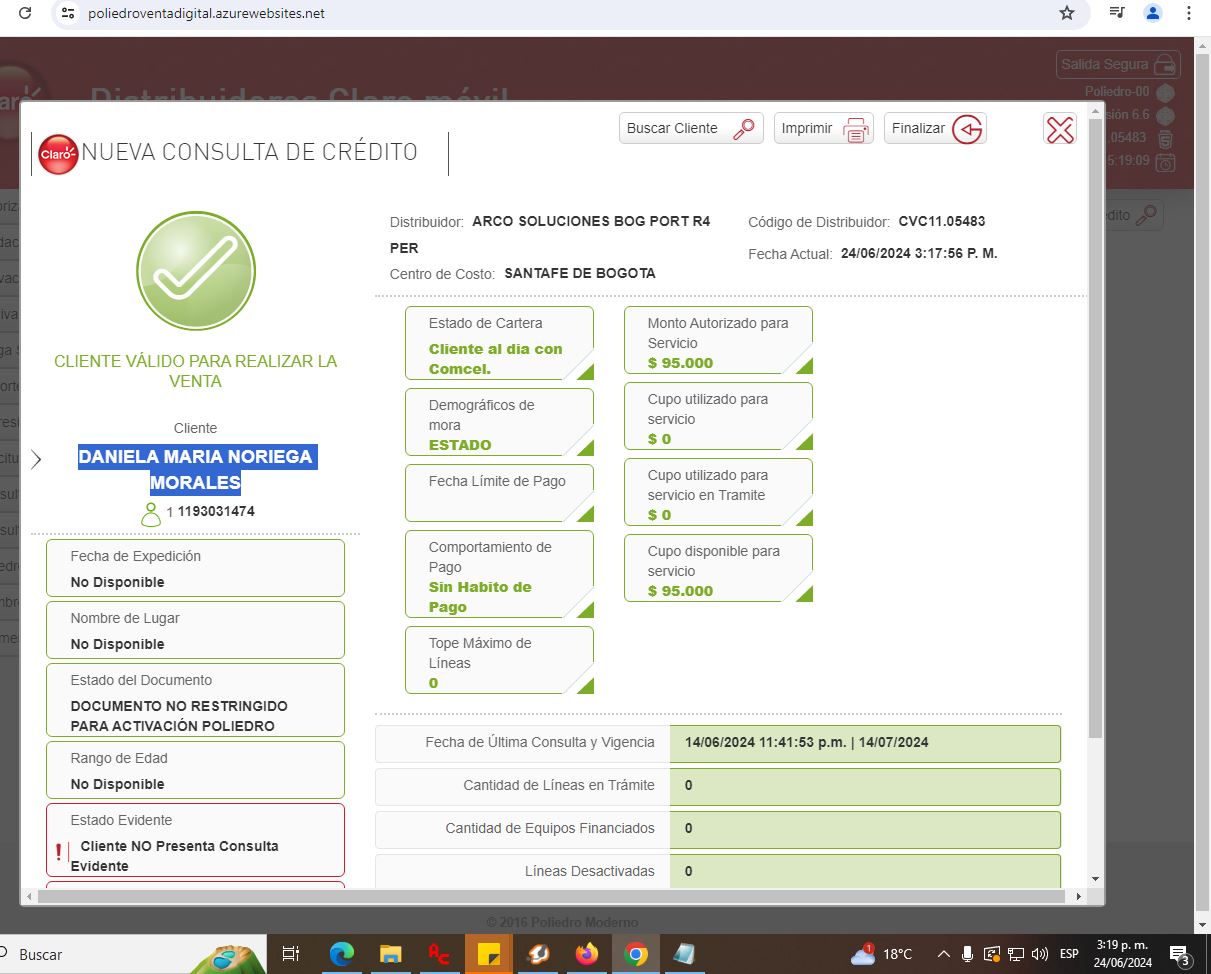 poliedroventadigital.azurewebsites.net
Salida Segura
Distribuidores Claro móvil
Poliedro-00
sión 6.6
.05483
5:19:09
Buscar Cliente
Imprimir
Finalizar
Claro
NUEVA CONSULTA DE CRÉDITO
Distribuidor: ARCO SOLUCIONES BOG PORT R4
PER
Centro de Costo: SANTAFE DE BOGOTA
Código de Distribuidor: CVC11.05483
Fecha Actual: 24/06/2024 3:17:56 P. M.
CLIENTE VÁLIDO PARA REALIZAR LA
VENTA
Cliente
DANIELA MARIA NORIEGA
MORALES
1 1193031474
Fecha de Expedición
No Disponible
Nombre de Lugar
No Disponible
Estado del Documento
DOCUMENTO NO RESTRINGIDO
PARA ACTIVACIÓN POLIEDRO
Rango de Edad
No Disponible
Estado Evidente
! Cliente NO Presenta Consulta
Evidente
Estado de Cartera
Cliente al dia con
Comcel.
Demográficos de
mora
ESTADO
Fecha Límite de Pago
Comportamiento de
Pago
Sin Habito de
Pago
Tope Máximo de
Líneas
0
Monto Autorizado para
Servicio
$ 95.000
Cupo utilizado para
servicio
$ 0
Cupo utilizado para
servicio en Tramite
$ 0
Cupo disponible para
servicio
$ 95.000
Fecha de Última Consulta y Vigencia 14/06/2024 11:41:53 p.m. | 14/07/2024
Cantidad de Líneas en Trámite 0
Cantidad de Equipos Financiados 0
Líneas Desactivadas 0
© 2016 Poliedro Moderno
Buscar
1
18°C
ESP
3:19 p. m.
24/06/2024
3